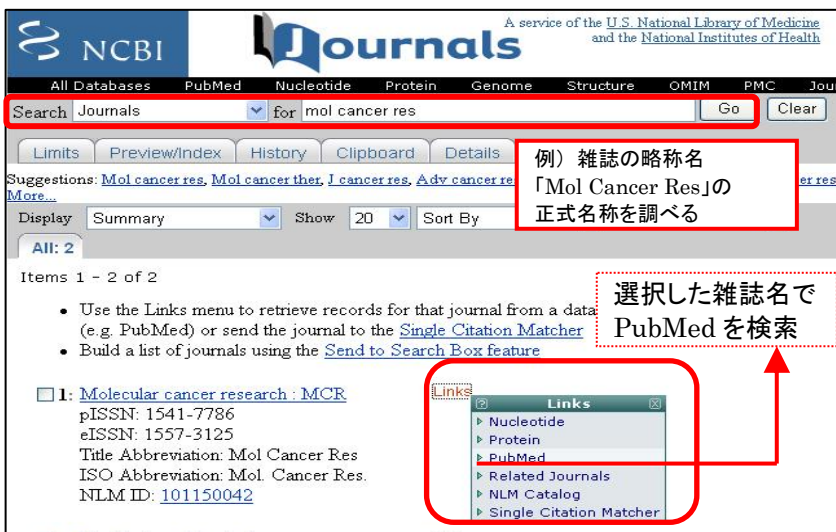 A service of the U.S. National Library of Medicine
and the National Institutes of Health
NCBI
Journals
All Databases PubMed Nucleotide Protein Genome Structure OMIM PMC Jou
Search Journals for mol cancer res Go Clear
Limits Preview/Index History Clipboard Details
例）雑誌の略称名
「Mol Cancer Res」の
正式名称を調べる
Suggestions: Mol cancer res, Mol cancer ther, J cancer res, Adv cancer re er res
More...
Display Summary Show 20 Sort By
All: 2
Items 1 - 2 of 2
選択した雑誌名で
PubMed を検索
• Use the Links menu to retrieve records for that journal from a data
(e.g. PubMed) or send the journal to the Single Citation Matcher
• Build a list of journals using the Send to Search Box feature
1: Molecular cancer research : MCR
pISSN: 1541-7786
eISSN: 1557-3125
Title Abbreviation: Mol Cancer Res
ISO Abbreviation: Mol. Cancer Res.
NLM ID: 101150042
Links
? Links
Nucleotide
Protein
PubMed
Related Journals
NLM Catalog
Single Citation Matcher